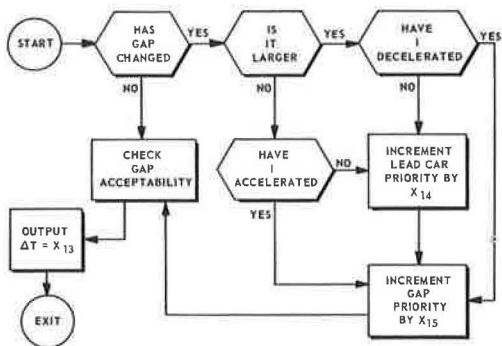 START
HAS
GAP
CHANGED
YES
IS
IT
LARGER
YES
HAVE
I
DECELERATED
YES
NO
NO
NO
CHECK
GAP
ACCEPTABILITY
HAVE
I
ACCELERATED
NO
INCREMENT
LEAD CAR
PRIORITY BY
X14
YES
OUTPUT
ΔT = X13
INCREMENT
GAP
PRIORITY
BY X15
EXIT